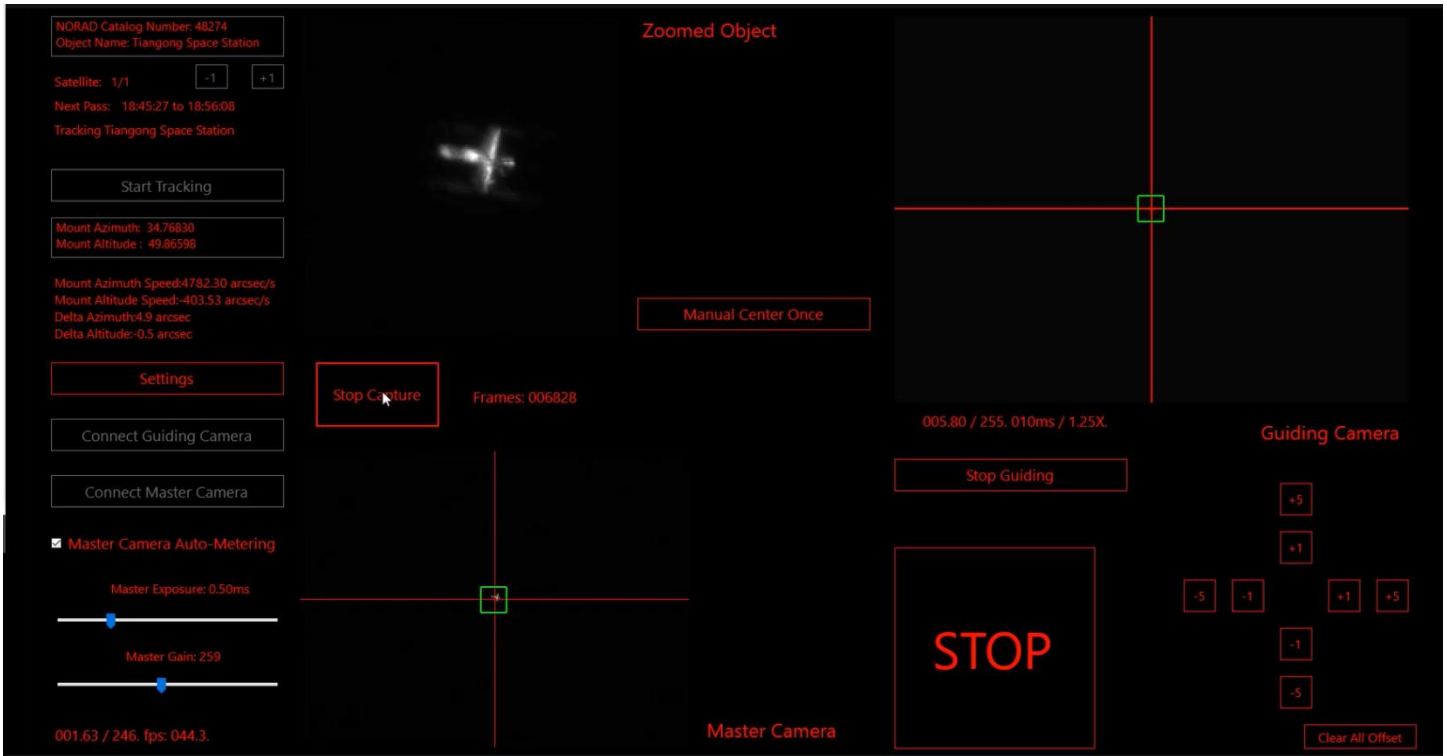 NORAD Catalog Number: 48274
Object Name: Tiangong Space Station
Satellite: 1/1
-1
+1
Next Pass: 18:45:27 to 18:56:08
Tracking Tiangong Space Station
Start Tracking
Mount Azimuth: 34.76830
Mount Altitude : 49.86598
Mount Azimuth Speed:4782.30 arcsec/s
Mount Altitude Speed:-403.53 arcsec/s
Delta Azimuth:4.9 arcsec
Delta Altitude:-0.5 arcsec
Settings
Connect Guiding Camera
Connect Master Camera
Master Camera Auto-Metering
Master Exposure: 0.50ms
Master Gain: 259
001.63 / 246. fps: 044.3.
Zoomed Object
Manual Center Once
Stop Capture
Frames: 006828
Master Camera
005.80 / 255. 010ms / 1.25X.
Guiding Camera
Stop Guiding
STOP
+5
+1
-5 -1 +1 +5
-1
-5
Clear All Offset